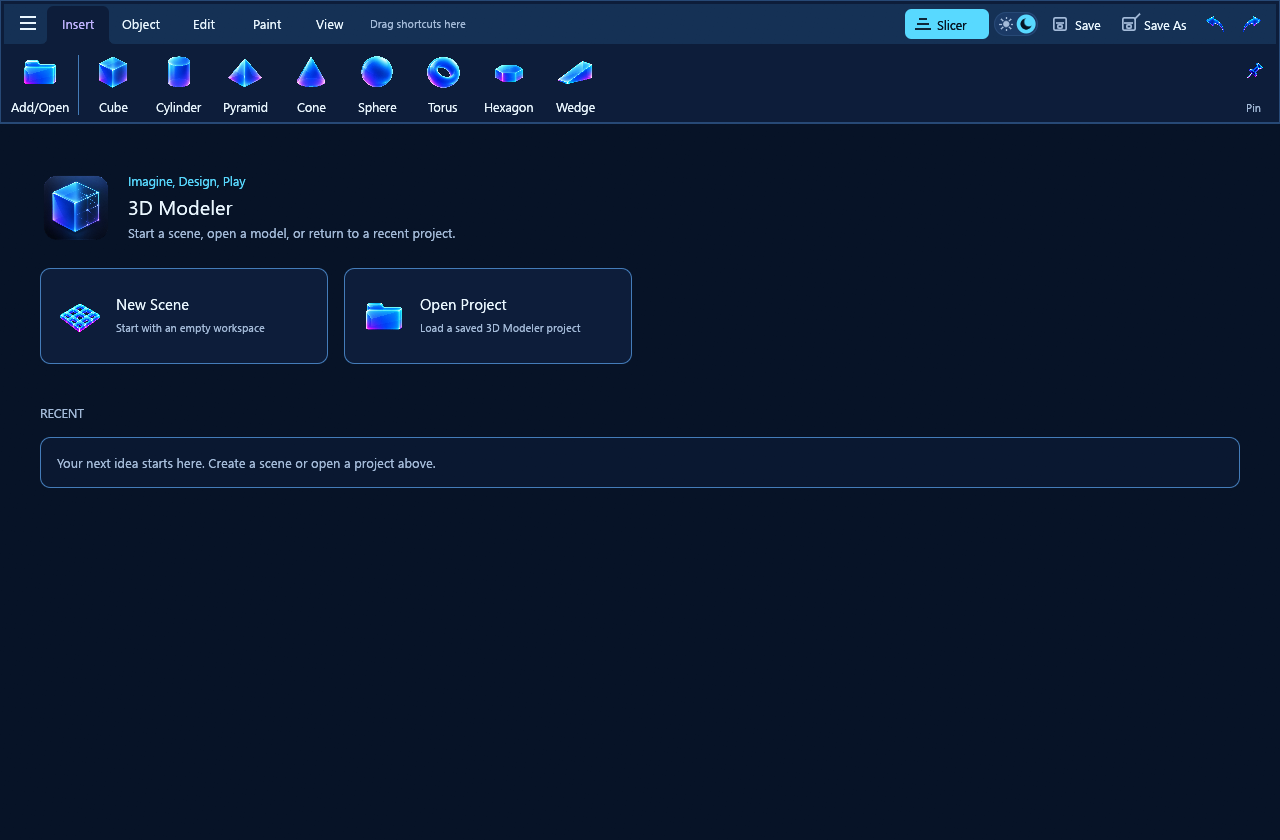 Insert
Object
Edit
Paint
View
Drag shortcuts here
Slicer
Save
Save As
Add/Open
Cube
Cylinder
Pyramid
Cone
Sphere
Torus
Hexagon
Wedge
Pin
Imagine, Design, Play
3D Modeler
Start a scene, open a model, or return to a recent project.
New Scene
Start with an empty workspace
Open Project
Load a saved 3D Modeler project
RECENT
Your next idea starts here. Create a scene or open a project above.